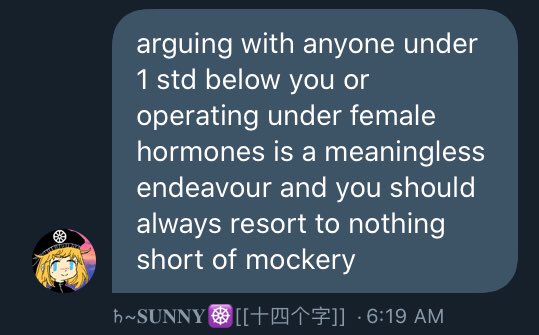 arguing with anyone under
1 std below you or
operating under female
hormones is a meaningless
endeavour and you should
always resort to nothing
short of mockery
♄~𝐒𝐔𝐍𝐍𝐘☸️[[十四个字]] · 6:19 AM